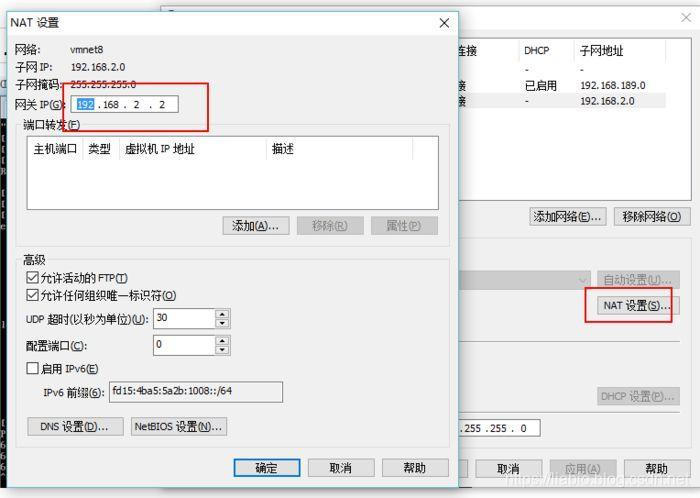 NAT 设置
网络: vmnet8
子网 IP: 192.168.2.0
子网掩码: 255.255.255.0
网关 IP(G): 192 . 168 . 2 . 2
端口转发(F)
主机端口 类型 虚拟机 IP 地址 描述
添加(A)... 移除(R) 属性(P)
高级
允许活动的 FTP(T)
允许任何组织唯一标识符(O)
UDP 超时(以秒为单位)(U): 30
配置端口(C): 0
启用 IPv6(E)
IPv6 前缀(6): fd15:4ba5:5a2b:1008::/64
DNS 设置(D)... NetBIOS 设置(N)...
确定 取消 帮助
连接 DHCP 子网地址
- -
接 已启用 192.168.189.0
接 - 192.168.2.0
添加网络(E)... 移除网络(O)
自动设置(U)...
NAT 设置(S)...
DHCP 设置(P)...
.255 .255 . 0
取消 应用(A) 帮助